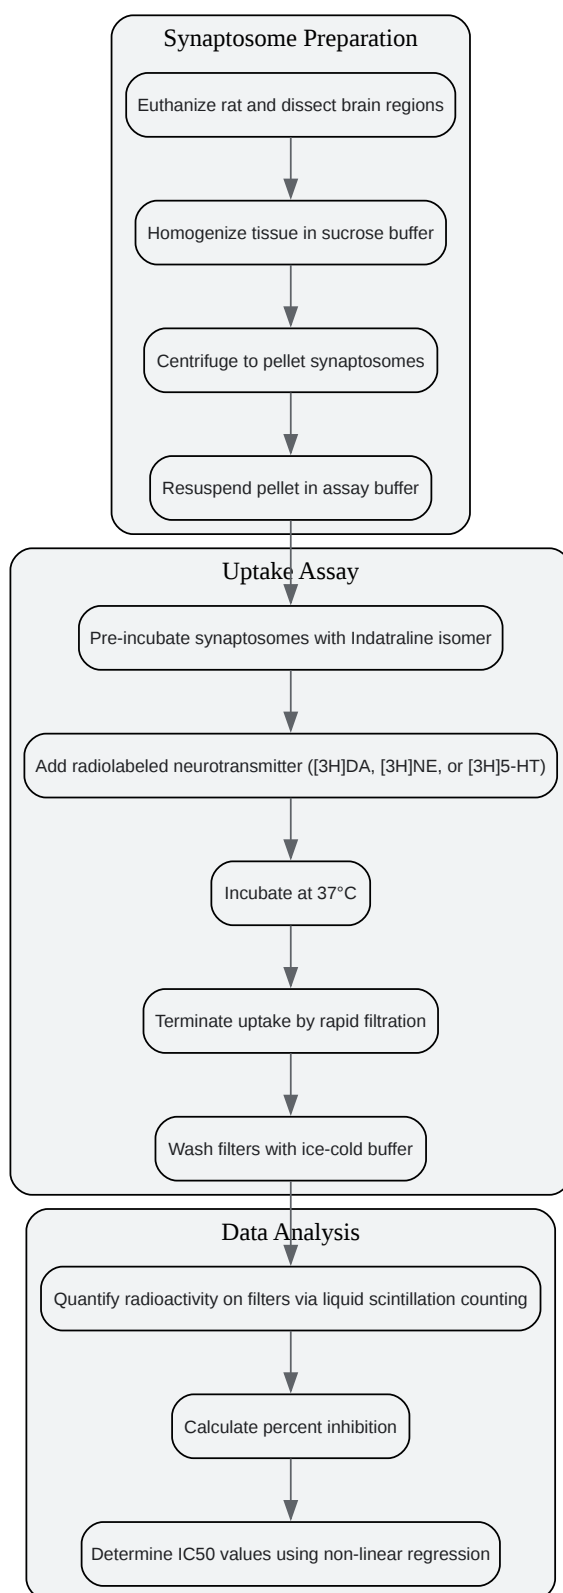 Synaptosome Preparation
Euthanize rat and dissect brain regions
Homogenize tissue in sucrose buffer
Centrifuge to pellet synaptosomes
Resuspend pellet in assay buffer
Uptake Assay
Pre-incubate synaptosomes with Indatraline isomer
Add radiolabeled neurotransmitter ([3H]DA, [3H]NE, or [3H]5-HT)
Incubate at 37°C
Terminate uptake by rapid filtration
Wash filters with ice-cold buffer
Data Analysis
Quantify radioactivity on filters via liquid scintillation counting
Calculate percent inhibition
Determine IC50 values using non-linear regression